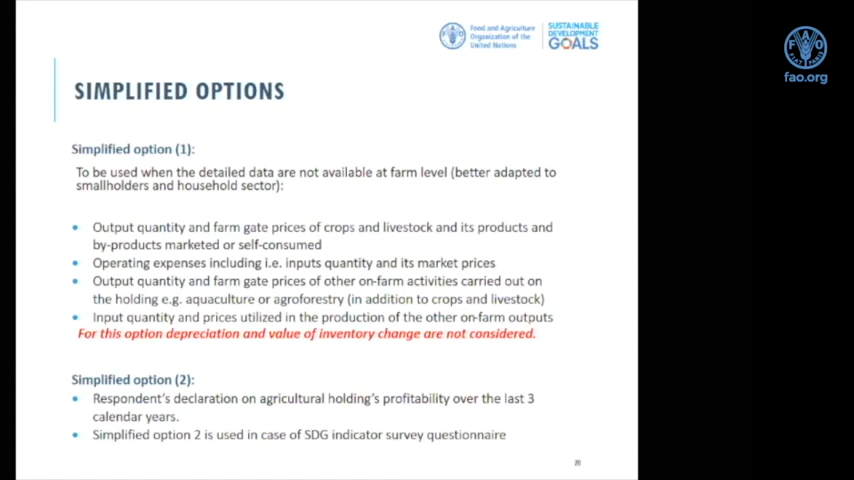 Food and Agriculture
Organization of the
United Nations
SUSTAINABLE
DEVELOPMENT
GOALS
FAO
FIAT PANIS
fao.org
SIMPLIFIED OPTIONS
Simplified option (1):
To be used when the detailed data are not available at farm level (better adapted to
smallholders and household sector):
• Output quantity and farm gate prices of crops and livestock and its products and
by-products marketed or self-consumed
• Operating expenses including i.e. inputs quantity and its market prices
• Output quantity and farm gate prices of other on-farm activities carried out on
the holding e.g. aquaculture or agroforestry (in addition to crops and livestock)
• Input quantity and prices utilized in the production of the other on-farm outputs
For this option depreciation and value of inventory change are not considered.
Simplified option (2):
• Respondent's declaration on agricultural holding's profitability over the last 3
calendar years.
• Simplified option 2 is used in case of SDG indicator survey questionnaire
20